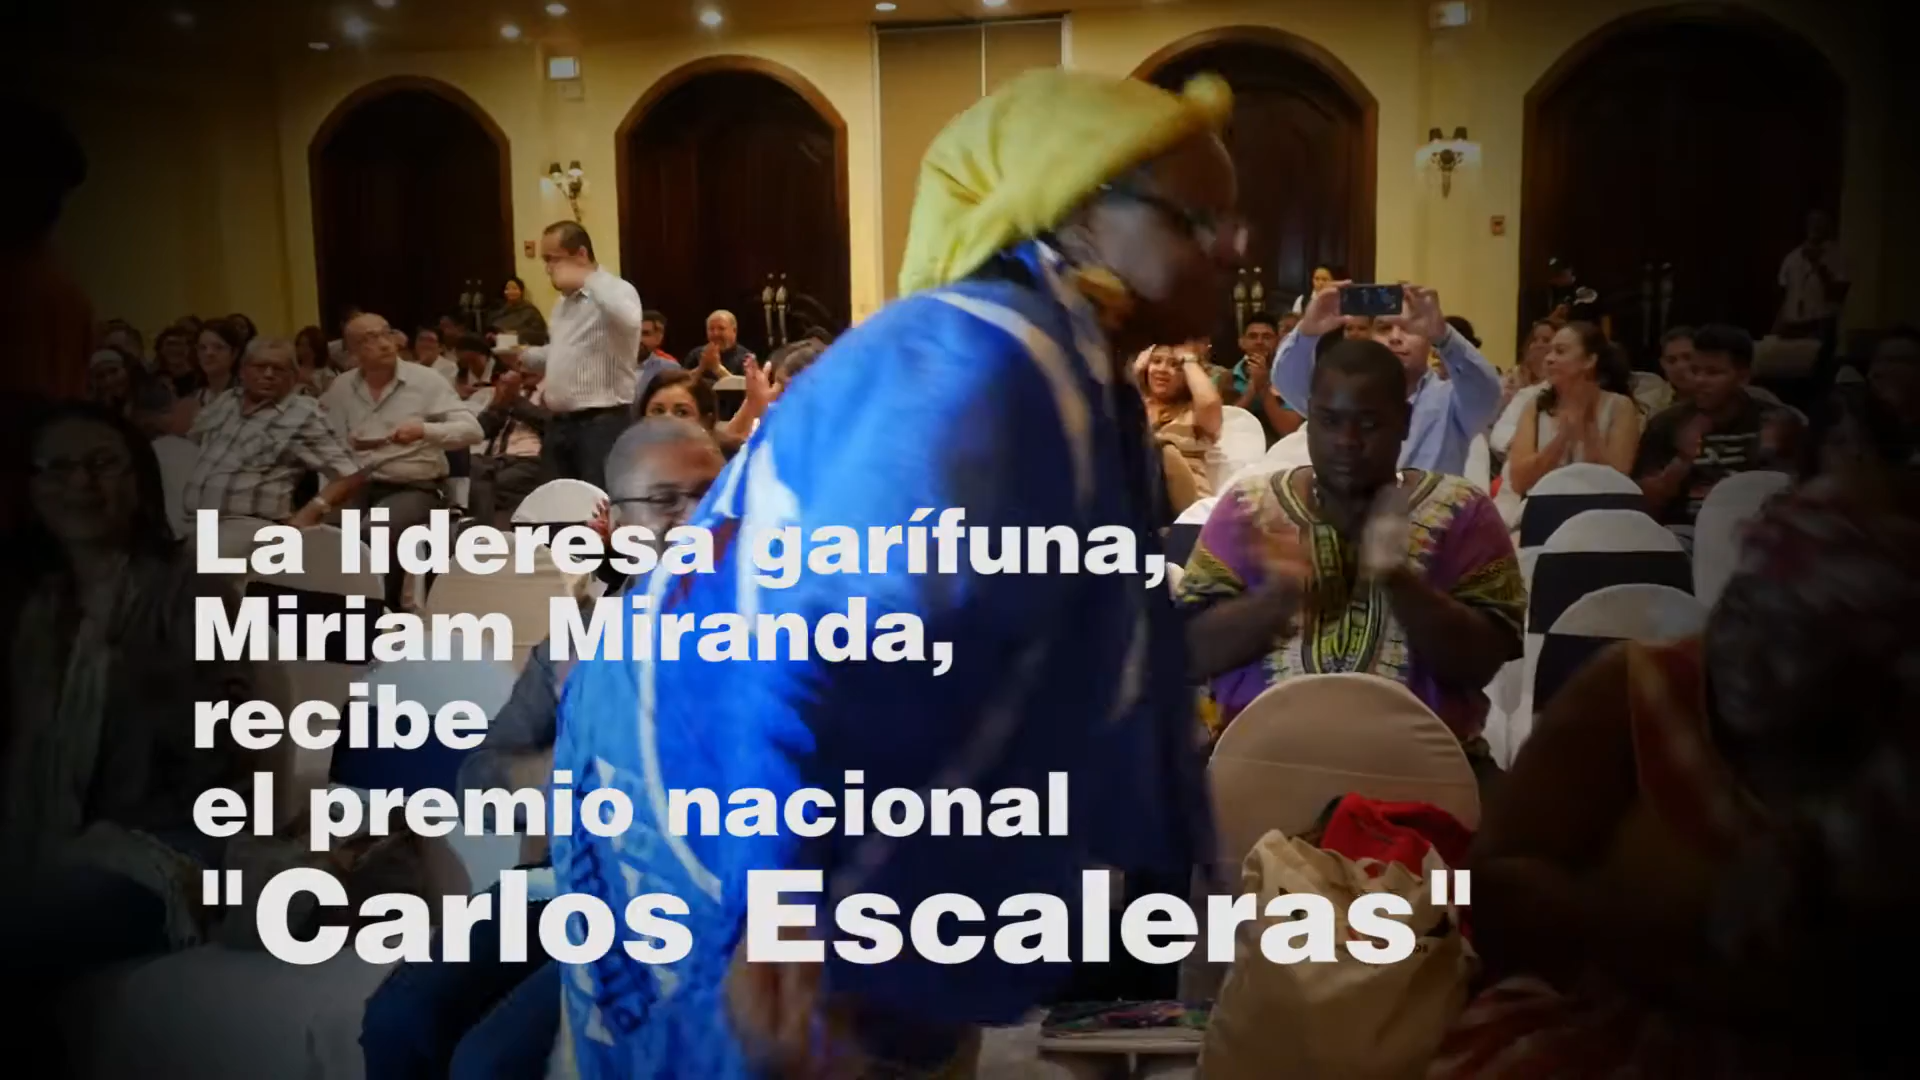 La lideresa garífuna,
Miriam Miranda,
recibe
el premio nacional
"Carlos Escaleras"